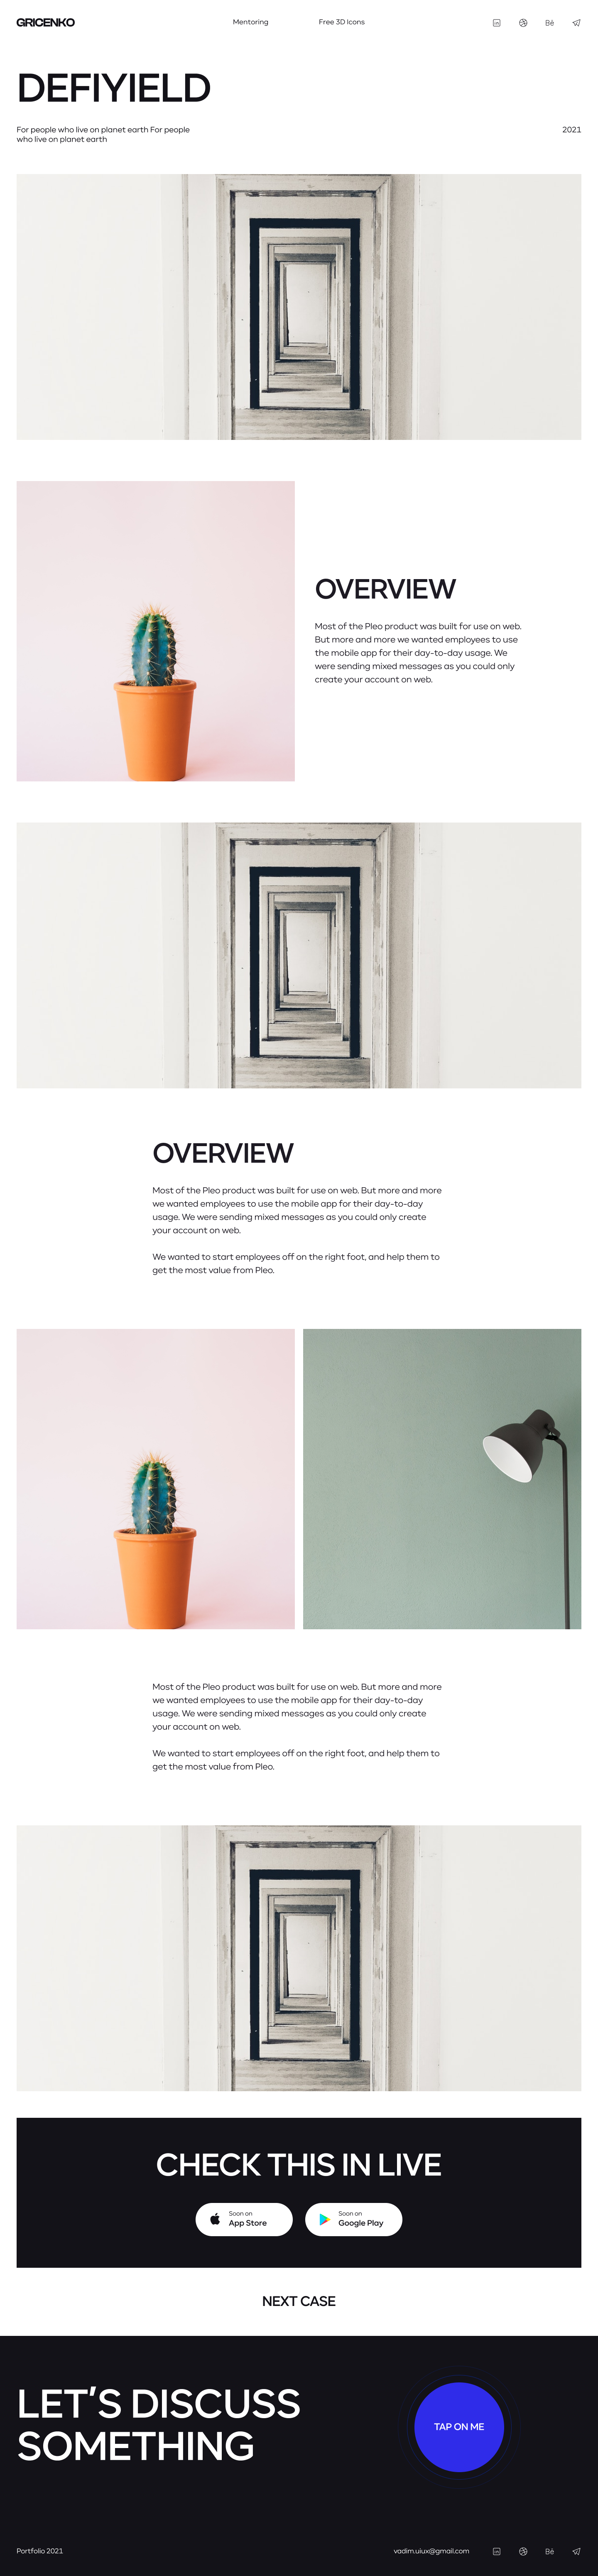 GRICENKO
Mentoring
Free 3D Icons
in
Bē
DEFIYIELD
For people who live on planet earth For people
who live on planet earth
2021
OVERVIEW
Most of the Pleo product was built for use on web.
But more and more we wanted employees to use
the mobile app for their day-to-day usage. We
were sending mixed messages as you could only
create your account on web.
OVERVIEW
Most of the Pleo product was built for use on web. But more and more
we wanted employees to use the mobile app for their day-to-day
usage. We were sending mixed messages as you could only create
your account on web.
We wanted to start employees off on the right foot, and help them to
get the most value from Pleo.
Most of the Pleo product was built for use on web. But more and more
we wanted employees to use the mobile app for their day-to-day
usage. We were sending mixed messages as you could only create
your account on web.
We wanted to start employees off on the right foot, and help them to
get the most value from Pleo.
CHECK THIS IN LIVE
Soon on
App Store
Soon on
Google Play
NEXT CASE
LET’S DISCUSS
SOMETHING
TAP ON ME
Portfolio 2021
vadim.uiux@gmail.com
in
Bē